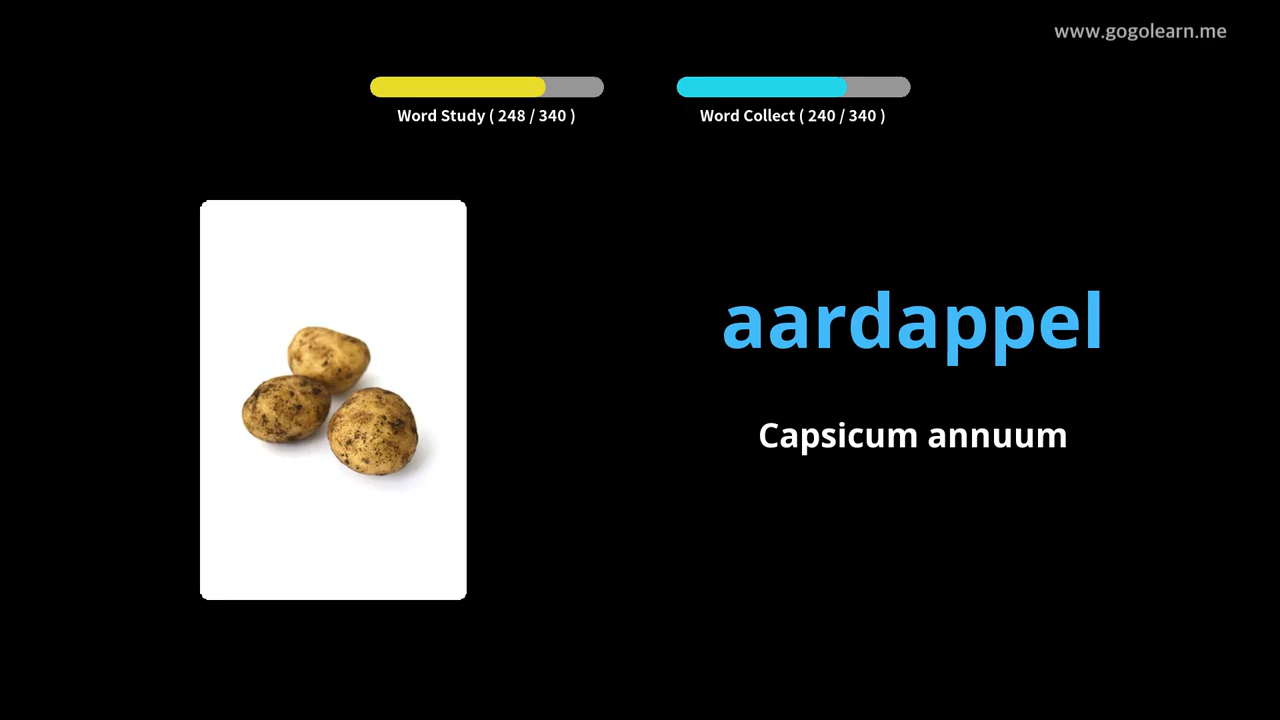 www.gogolearn.me
Word Study ( 248 / 340 )
Word Collect ( 240 / 340 )
aardappel
Capsicum annuum